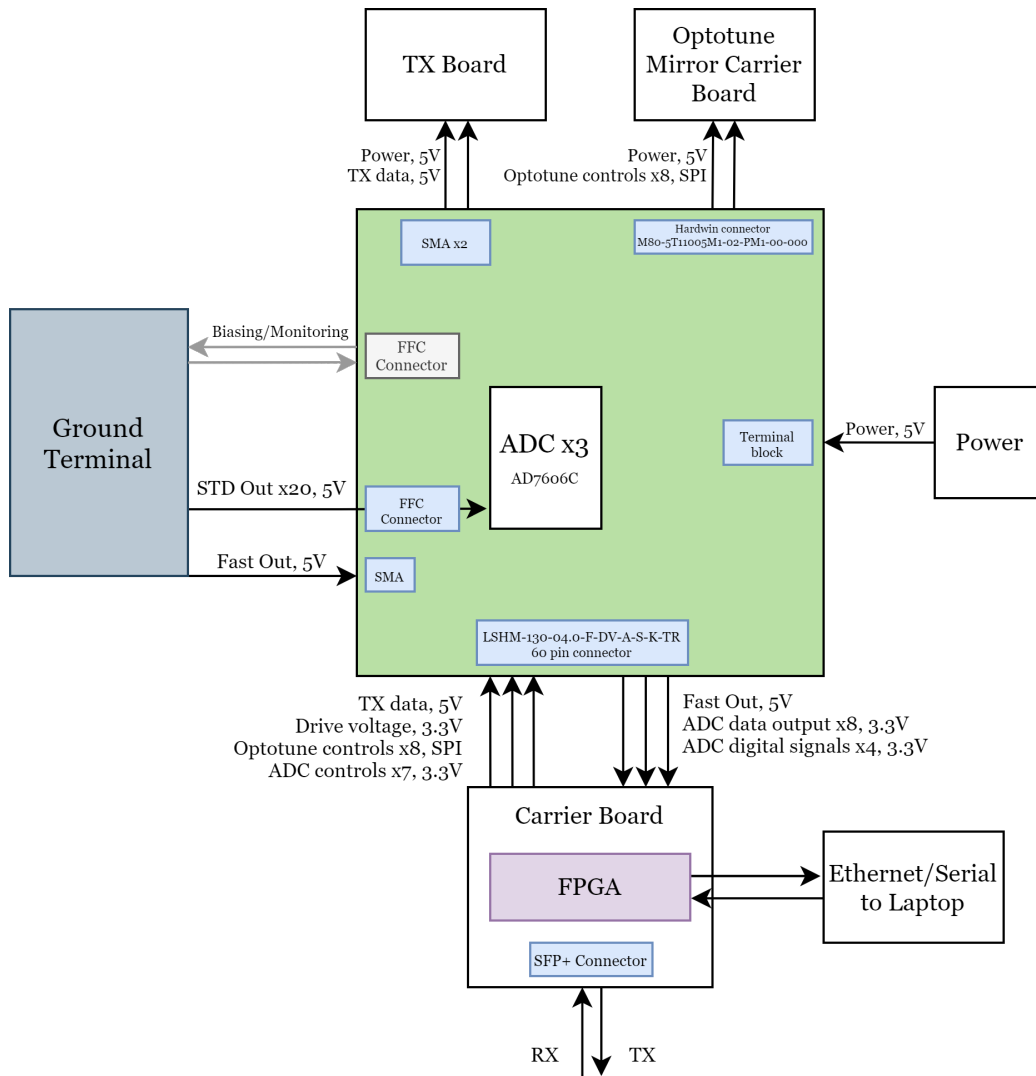 TX Board
Optotune
Mirror Carrier
Board
Power, 5V
TX data, 5V
Power, 5V
Optotune controls x8, SPI
SMA x2
Hardwin connector
M80-5T11005M1-02-PM1-00-000
Biasing/Monitoring
FFC
Connector
Ground
Terminal
ADC x3
AD7606C
Terminal
block
Power, 5V
Power
STD Out x20, 5V
FFC
Connector
Fast Out, 5V
SMA
LSHM-130-04.0-F-DV-A-S-K-TR
60 pin connector
TX data, 5V
Drive voltage, 3.3V
Optotune controls x8, SPI
ADC controls x7, 3.3V
Fast Out, 5V
ADC data output x8, 3.3V
ADC digital signals x4, 3.3V
Carrier Board
FPGA
Ethernet/Serial
to Laptop
SFP+ Connector
RX
TX